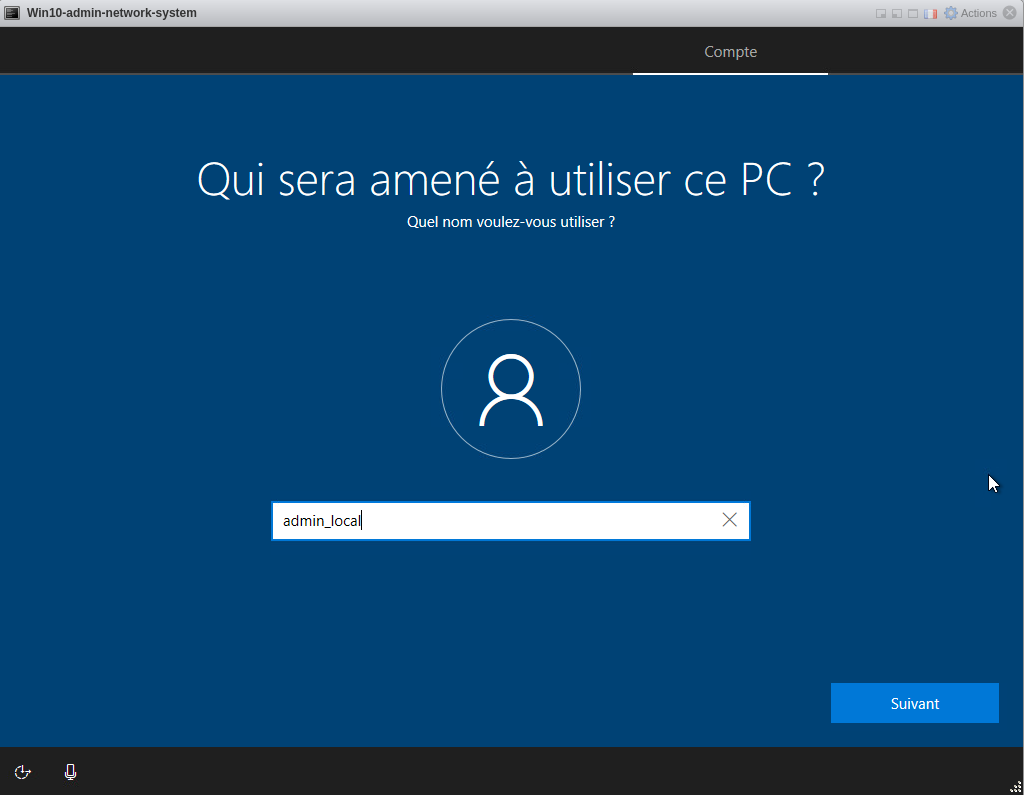 Win10-admin-network-system
Actions
Compte
Qui sera amené à utiliser ce PC ?
Quel nom voulez-vous utiliser ?
admin_local
Suivant